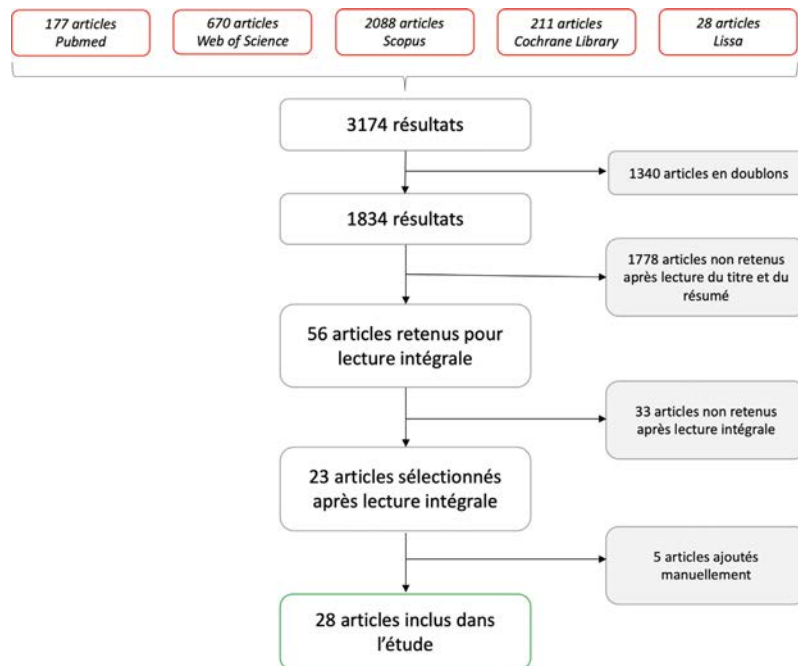 177 articles
Pubmed
670 articles
Web of Science
2088 articles
Scopus
211 articles
Cochrane Library
28 articles
Lissa
3174 résultats
1340 articles en doublons
1834 résultats
1778 articles non retenus
après lecture du titre et du
résumé
56 articles retenus pour
lecture intégrale
33 articles non retenus
après lecture intégrale
23 articles sélectionnés
après lecture intégrale
5 articles ajoutés
manuellement
28 articles inclus dans
l'étude